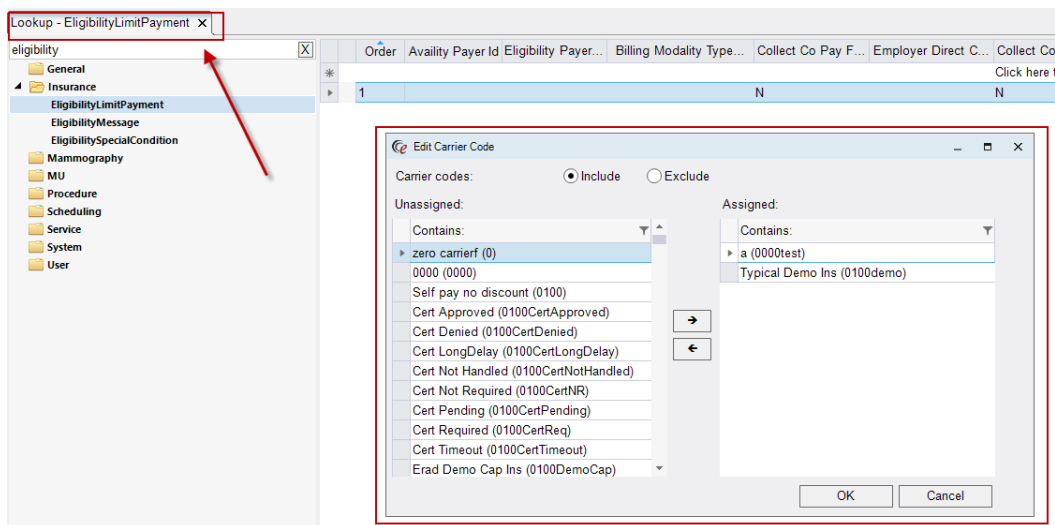 Lookup - EligibilityLimitPayment X
eligibility X
General
Insurance
EligibilityLimitPayment
EligibilityMessage
EligibilitySpecialCondition
Mammography
MU
Procedure
Scheduling
Service
System
User
Order Availity Payer Id Eligibility Payer... Billing Modality Type... Collect Co Pay F... Employer Direct C... Collect Co
Click here t
1 N N
Edit Carrier Code
Carrier codes: Include Exclude
Unassigned:
Contains:
zero carrierf (0)
0000 (0000)
Self pay no discount (0100)
Cert Approved (0100CertApproved)
Cert Denied (0100CertDenied)
Cert LongDelay (0100CertLongDelay)
Cert Not Handled (0100CertNotHandled)
Cert Not Required (0100CertNR)
Cert Pending (0100CertPending)
Cert Required (0100CertReq)
Cert Timeout (0100CertTimeout)
Erad Demo Cap Ins (0100DemoCap)
Assigned:
Contains:
a (0000test)
Typical Demo Ins (0100demo)
OK Cancel